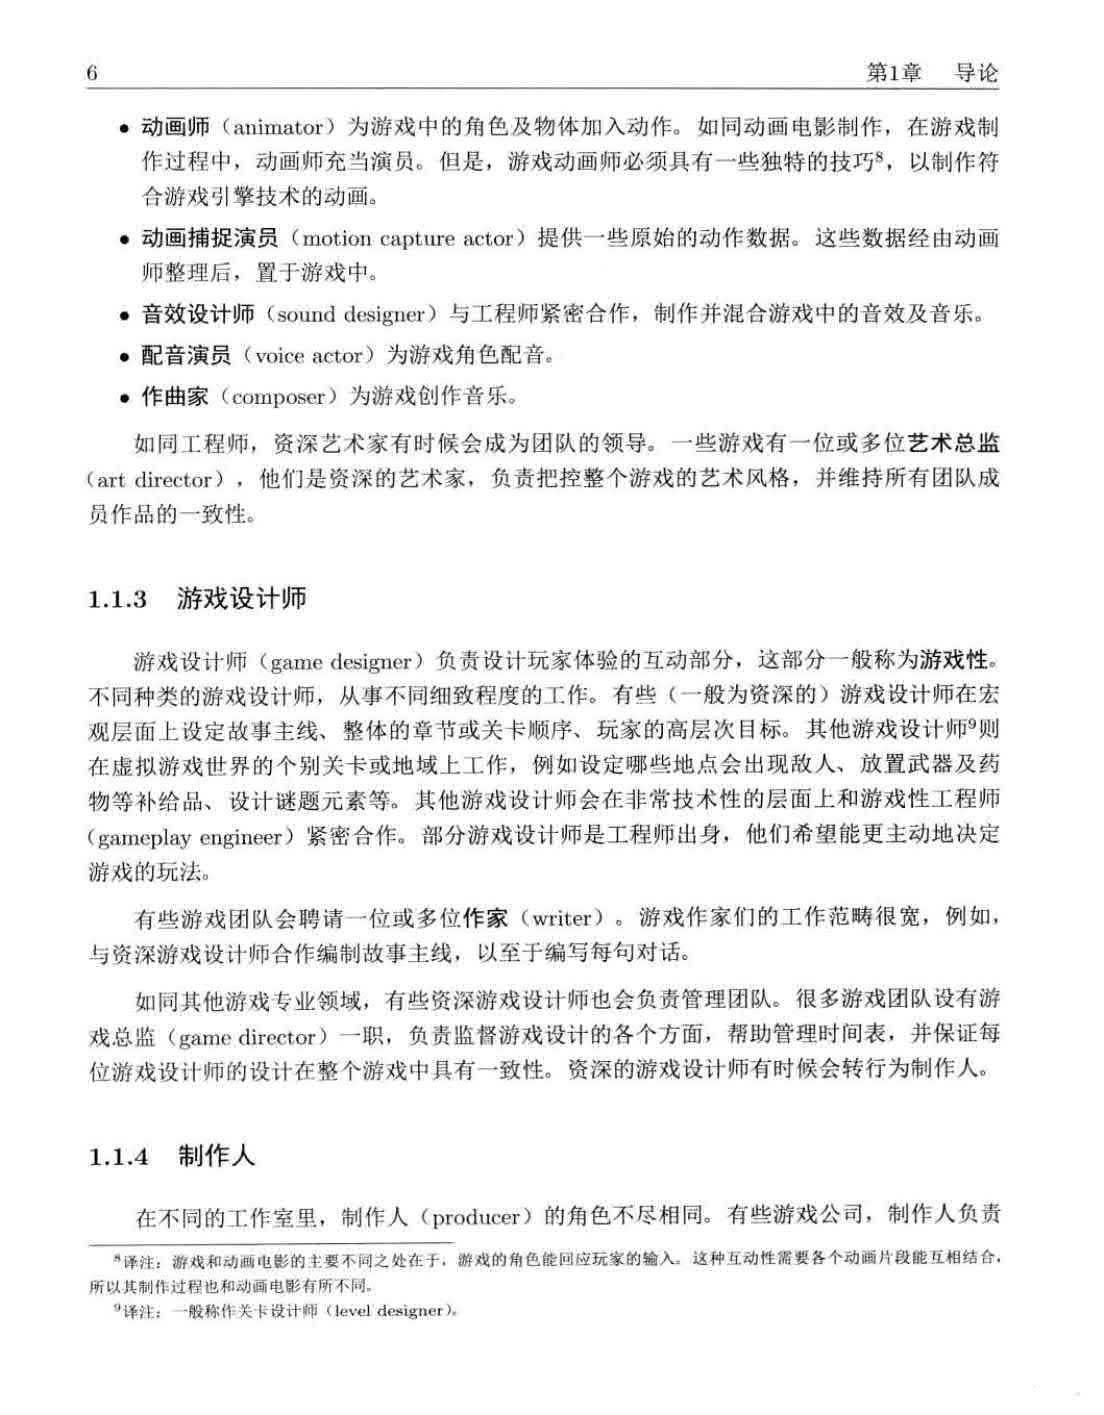 6 第1章 导论
• 动画师（animator）为游戏中的角色及物体加入动作。如同动画电影制作，在游戏制
作过程中，动画师充当演员。但是，游戏动画师必须具有一些独特的技巧⁸，以制作符
合游戏引擎技术的动画。
• 动画捕捉演员（motion capture actor）提供一些原始的动作数据。这些数据经由动画
师整理后，置于游戏中。
• 音效设计师（sound designer）与工程师紧密合作，制作并混合游戏中的音效及音乐。
• 配音演员（voice actor）为游戏角色配音。
• 作曲家（composer）为游戏创作音乐。
如同工程师，资深艺术家有时候会成为团队的领导。一些游戏有一位或多位艺术总监
（art director），他们是资深的艺术家，负责把控整个游戏的艺术风格，并维持所有团队成
员作品的一致性。
1.1.3 游戏设计师
游戏设计师（game designer）负责设计玩家体验的互动部分，这部分一般称为游戏性。
不同种类的游戏设计师，从事不同细致程度的工作。有些（一般为资深的）游戏设计师在宏
观层面上设定故事主线、整体的章节或关卡顺序、玩家的高层次目标。其他游戏设计师⁹则
在虚拟游戏世界的个别关卡或地域上工作，例如设定哪些地点会出现敌人、放置武器及药
物等补给品、设计谜题元素等。其他游戏设计师会在非常技术性的层面上和游戏性工程师
（gameplay engineer）紧密合作。部分游戏设计师是工程师出身，他们希望能更主动地决定
游戏的玩法。
有些游戏团队会聘请一位或多位作家（writer）。游戏作家们的工作范畴很宽，例如，
与资深游戏设计师合作编制故事主线，以至于编写每句对话。
如同其他游戏专业领域，有些资深游戏设计师也会负责管理团队。很多游戏团队设有游
戏总监（game director）一职，负责监督游戏设计的各个方面，帮助管理时间表，并保证每
位游戏设计师的设计在整个游戏中具有一致性。资深的游戏设计师有时候会转行为制作人。
1.1.4 制作人
在不同的工作室里，制作人（producer）的角色不尽相同。有些游戏公司，制作人负责
⁸译注：游戏和动画电影的主要不同之处在于，游戏的角色能回应玩家的输入。这种互动性需要各个动画片段能互相结合，
所以其制作过程也和动画电影有所不同。
⁹译注：一般称作关卡设计师（level designer）。